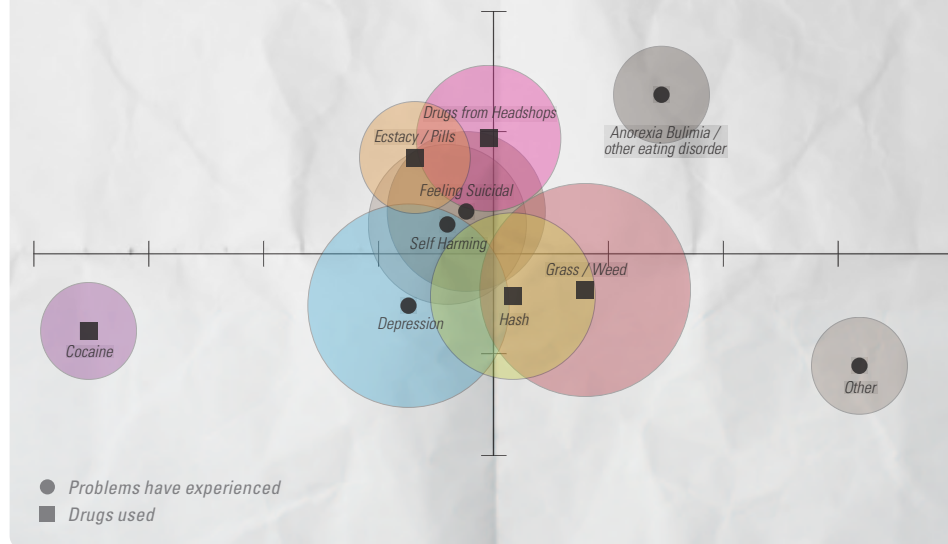 Drugs from Headshops
Ecstacy / Pills
Anorexia Bulimia /
other eating disorder
Feeling Suicidal
Self Harming
Grass / Weed
Hash
Depression
Cocaine
Other
Problems have experienced
Drugs used